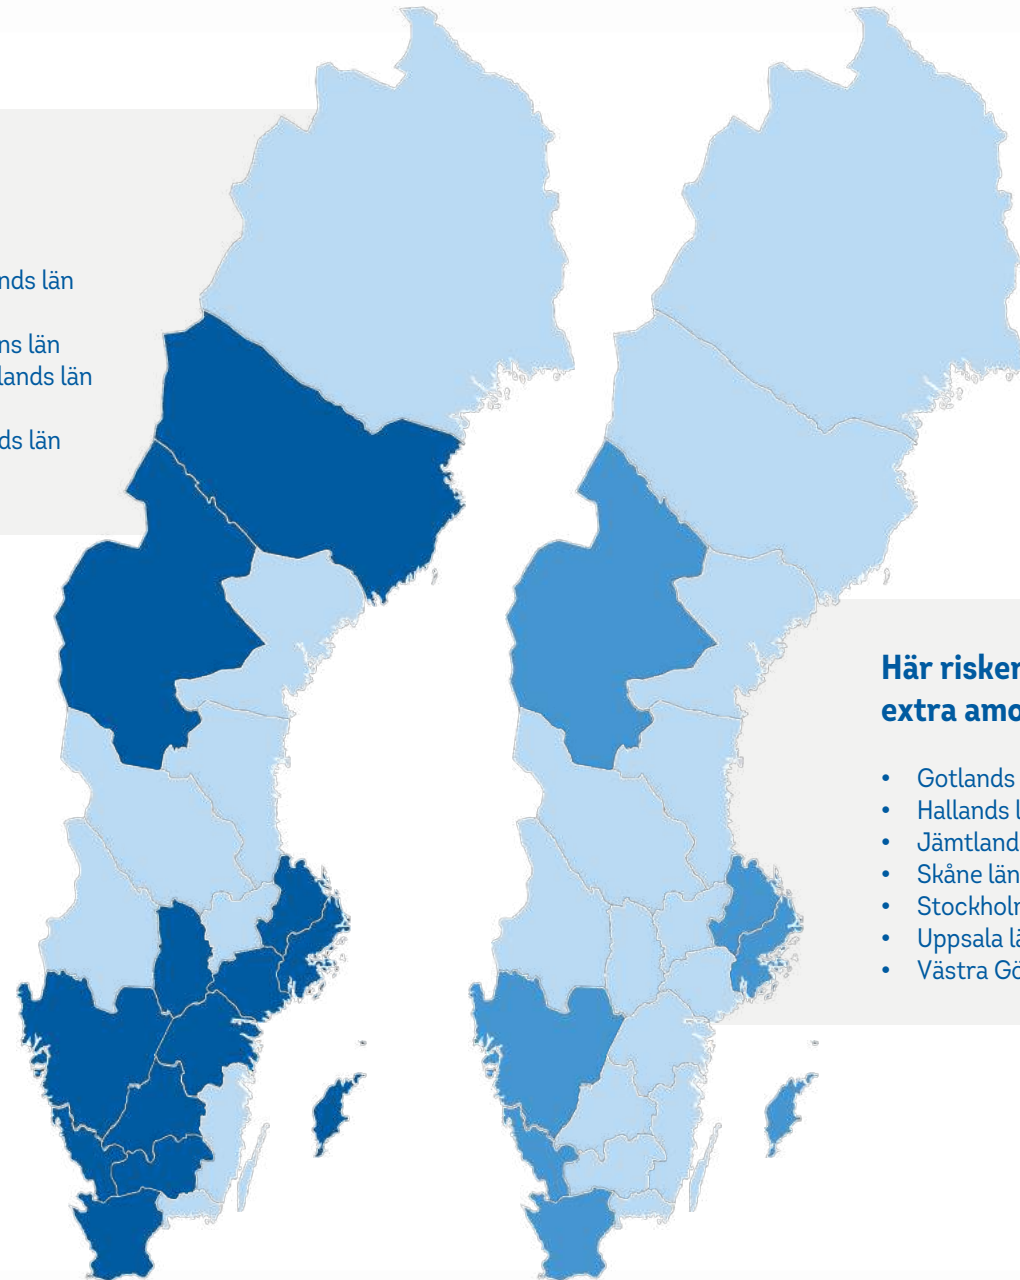 nds län
ns län
lands län
ds län
Här risker
extra amo
• Gotlands
• Hallands l
• Jämtland
• Skåne län
• Stockholr
• Uppsala lä
• Västra Gö